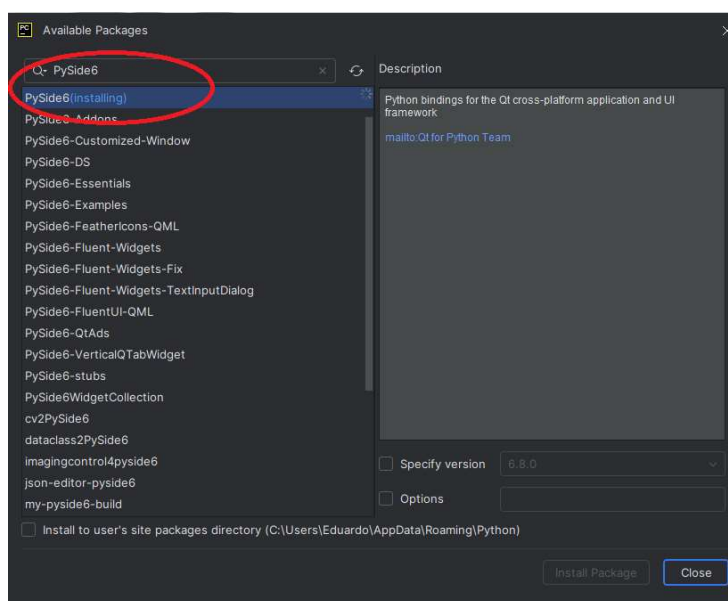 PC Available Packages
PySide6
Description
PySide6(installing)
PySide6-Addons
PySide6-Customized-Window
PySide6-DS
PySide6-Essentials
PySide6-Examples
PySide6-FeatherIcons-QML
PySide6-Fluent-Widgets
PySide6-Fluent-Widgets-Fix
PySide6-Fluent-Widgets-TextInputDialog
PySide6-FluentUI-QML
PySide6-QtAds
PySide6-VerticalQTabWidget
PySide6-stubs
PySide6WidgetCollection
cv2PySide6
dataclass2PySide6
imagingcontrol4pyside6
json-editor-pyside6
my-pyside6-build
Python bindings for the Qt cross-platform application and UI
framework
mailto:Qt for Python Team
Specify version 6.8.0
Options
Install to user's site packages directory (C:\Users\Eduardo\AppData\Roaming\Python)
Install Package Close